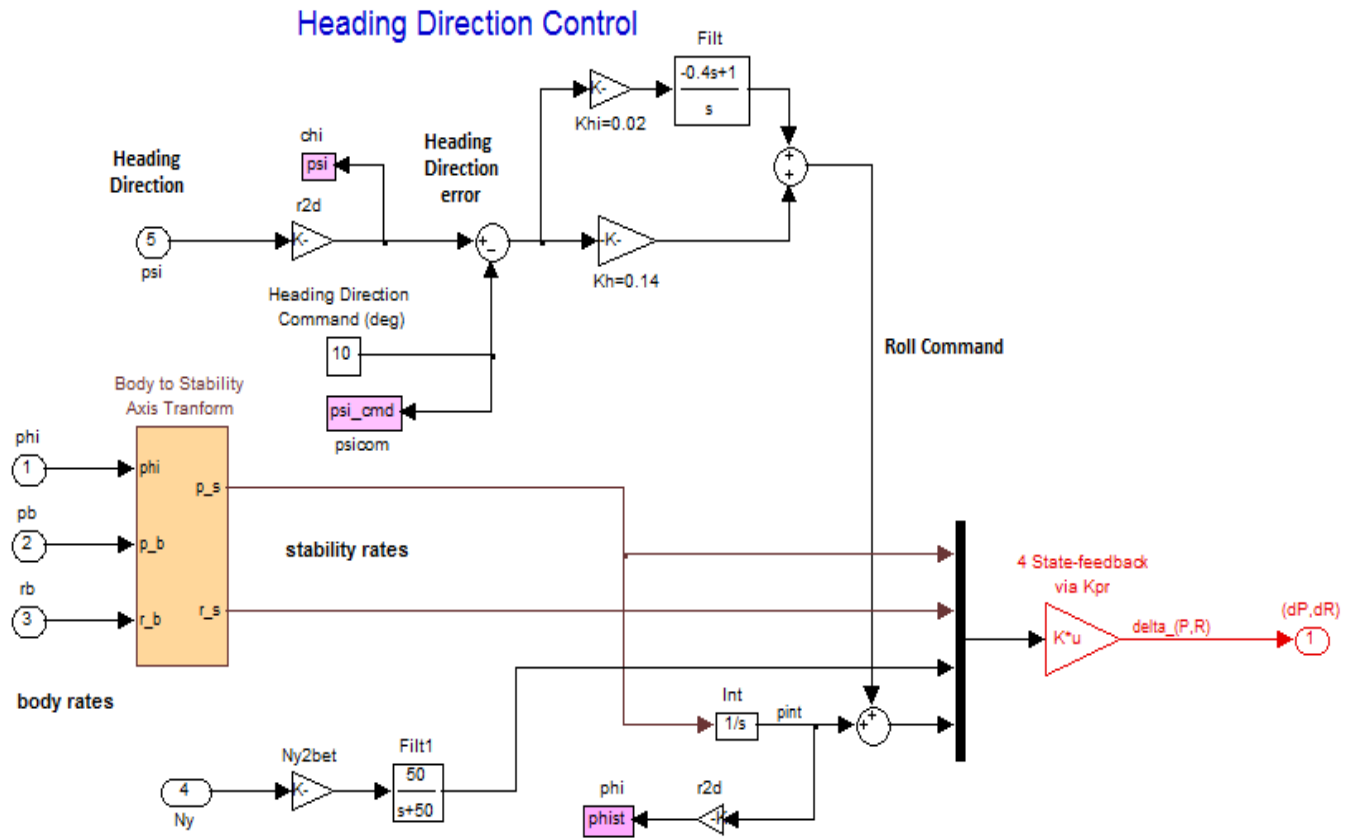 Heading Direction Control
Filt
-0.4s+1
s
K-
Khi=0.02
chi
psi
Heading
Direction
error
Heading
Direction
r2d
5
psi
K-
+
−
-K-
Kh=0.14
+
+
Heading Direction
Command (deg)
10
Roll Command
psi_cmd
psicom
Body to Stability
Axis Tranform
phi
1
phi
p_s
pb
2
p_b
stability rates
rb
3
r_b
r_s
4 State-feedback
via Kpr
K*u
delta_(P,R)
(dP,dR)
1
body rates
Int
1/s
pint
+
+
Ny2bet
4
Ny
K-
Filt1
50
s+50
phi
phist
r2d
-K